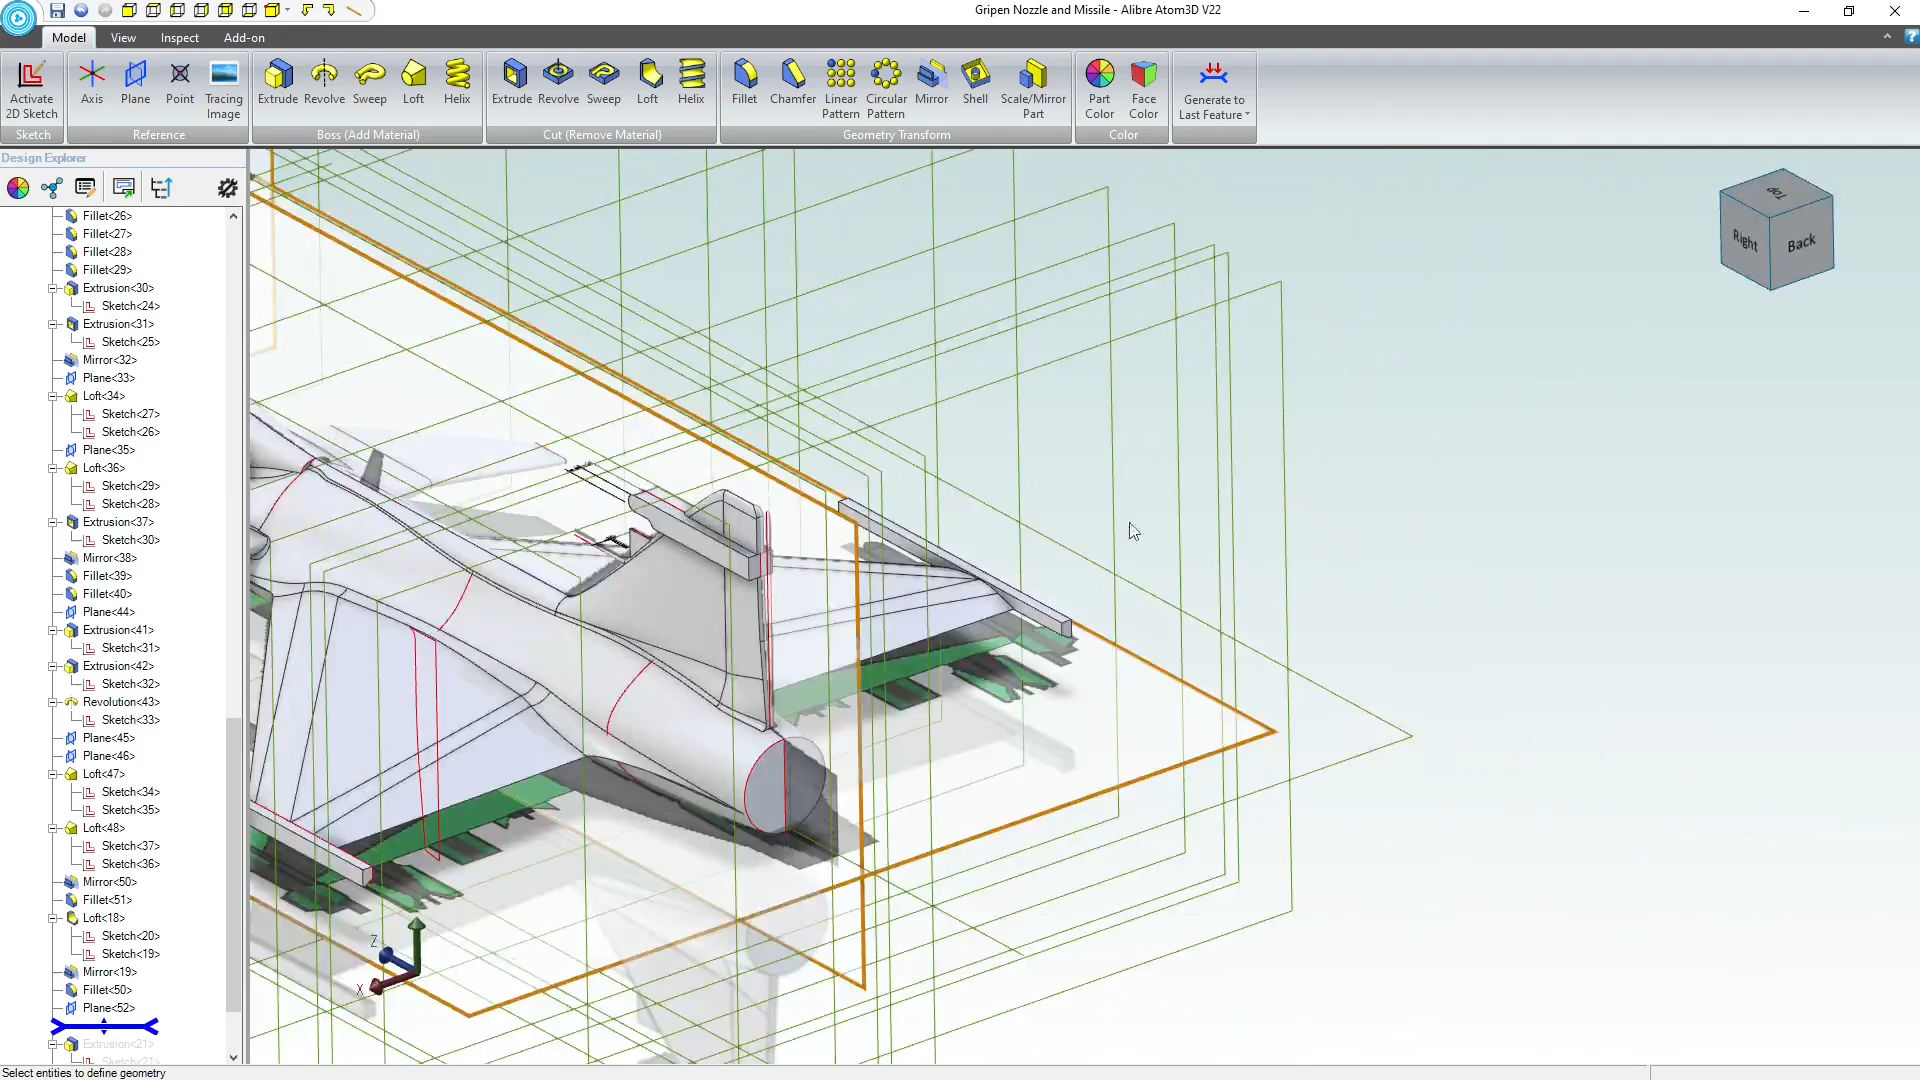 Gripen Nozzle and Missile - Alibre Atom3D V22
Model View Inspect Add-on
Activate 2D Sketch
Axis Plane Point Tracing Image
Extrude Revolve Sweep Loft Helix
Extrude Revolve Sweep Loft Helix
Fillet Chamfer Linear Pattern Circular Pattern Mirror Shell Scale/Mirror Part
Part Color Face Color
Generate to Last Feature
Sketch Reference Boss (Add Material) Cut (Remove Material) Geometry Transform Color
Design Explorer
Fillet<26>
Fillet<27>
Fillet<28>
Fillet<29>
Extrusion<30>
Sketch<24>
Extrusion<31>
Sketch<25>
Mirror<32>
Plane<33>
Loft<34>
Sketch<27>
Sketch<26>
Plane<35>
Loft<36>
Sketch<29>
Sketch<28>
Extrusion<37>
Sketch<30>
Mirror<38>
Fillet<39>
Fillet<40>
Plane<44>
Extrusion<41>
Sketch<31>
Extrusion<42>
Sketch<32>
Revolution<43>
Sketch<33>
Plane<45>
Plane<46>
Loft<47>
Sketch<34>
Sketch<35>
Loft<48>
Sketch<37>
Sketch<36>
Mirror<50>
Fillet<51>
Loft<18>
Sketch<20>
Sketch<19>
Mirror<19>
Fillet<50>
Plane<52>
Extrusion<21>
Sketch<21>
Top
Right Back
Z
X
Select entities to define geometry